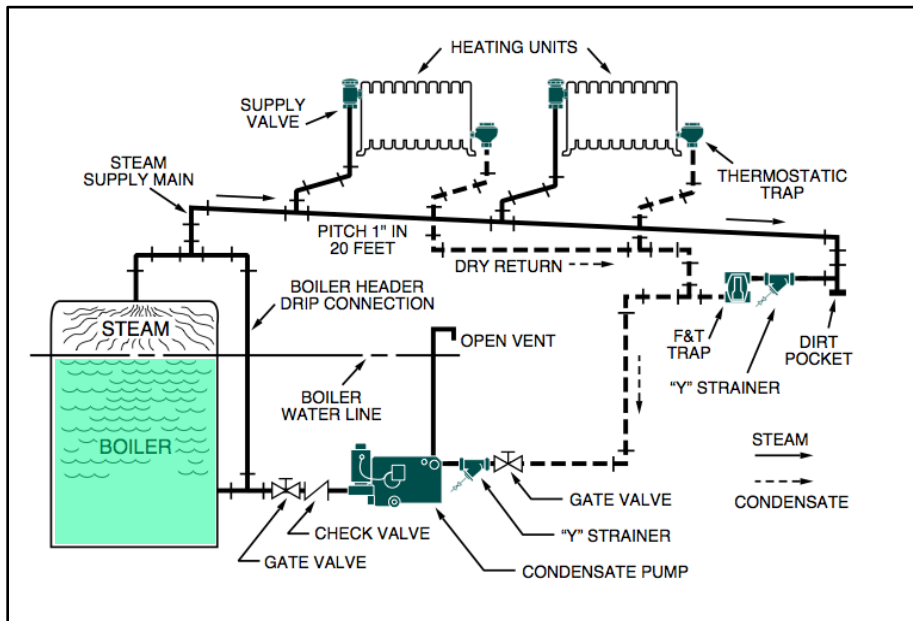 HEATING UNITS
SUPPLY
VALVE
STEAM
SUPPLY MAIN
THERMOSTATIC
TRAP
PITCH 1" IN
20 FEET
DRY RETURN
BOILER HEADER
DRIP CONNECTION
STEAM
OPEN VENT
F&T
TRAP
DIRT
POCKET
"Y" STRAINER
BOILER
WATER LINE
BOILER
STEAM
CONDENSATE
GATE VALVE
CHECK VALVE
"Y" STRAINER
GATE VALVE
CONDENSATE PUMP